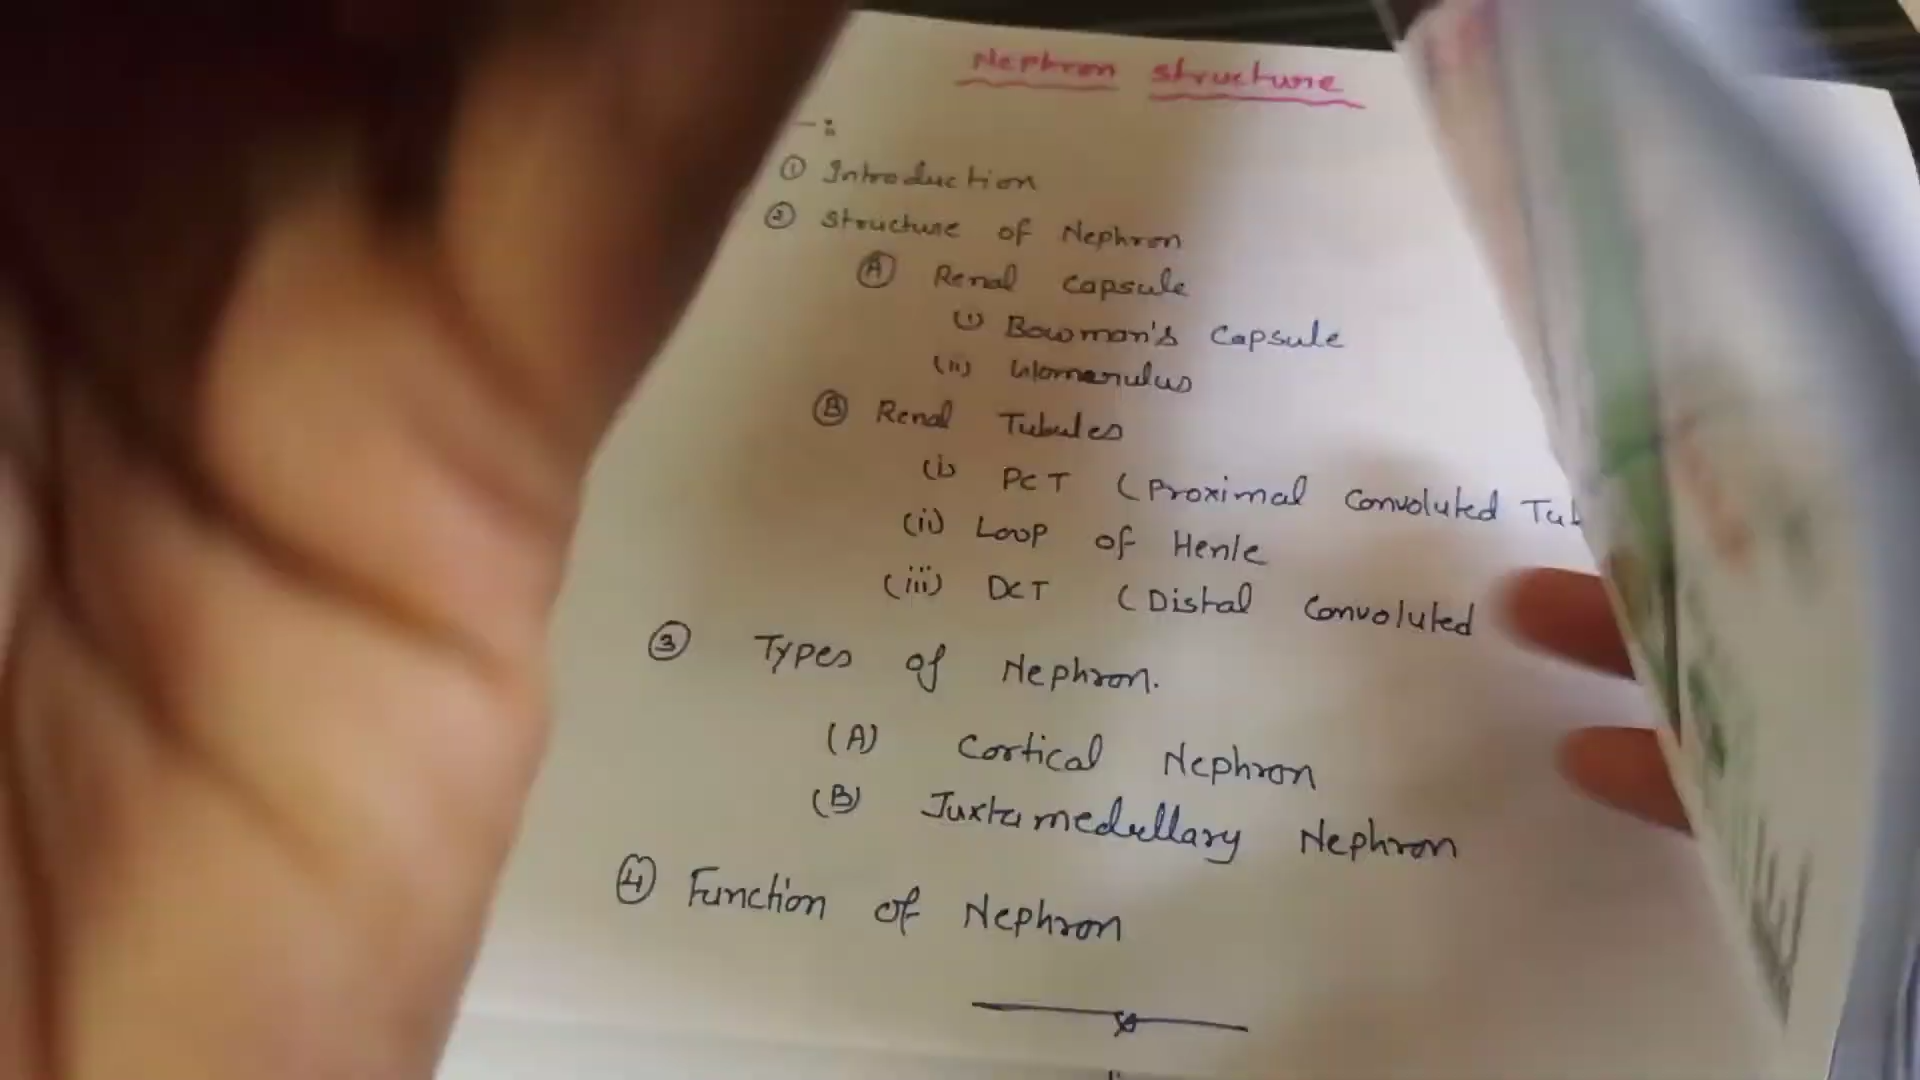 Nephron structure
—:
① Introduction
② Structure of Nephron
Ⓐ Renal Capsule
(i) Bowman's Capsule
(ii) Glomerulus
Ⓑ Renal Tubules
(i) PCT (Proximal Convoluted Tub
(ii) Loop of Henle
(iii) DCT (Distal Convoluted
③ Types of Nephron.
(A) Cortical Nephron
(B) Juxtamedullary Nephron
④ Function of Nephron